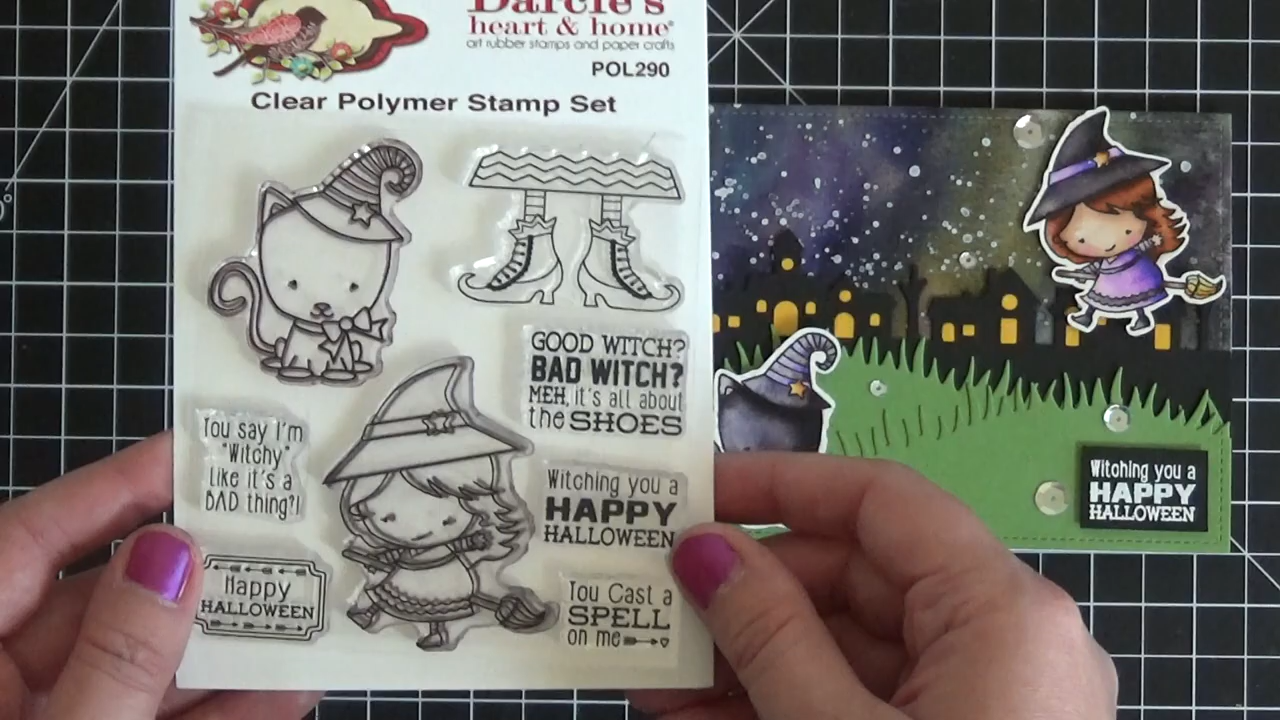 Darcie's
heart & home
art rubber stamps and paper crafts
POL290
Clear Polymer Stamp Set
GOOD WITCH?
BAD WITCH?
MEH, it's all about
the SHOES
You say I'm
"Witchy"
like it's a
BAD thing?!
Witching you a
HAPPY
HALLOWEEN
Happy
HALLOWEEN
You Cast a
SPELL
on me
Witching you a
HAPPY
HALLOWEEN